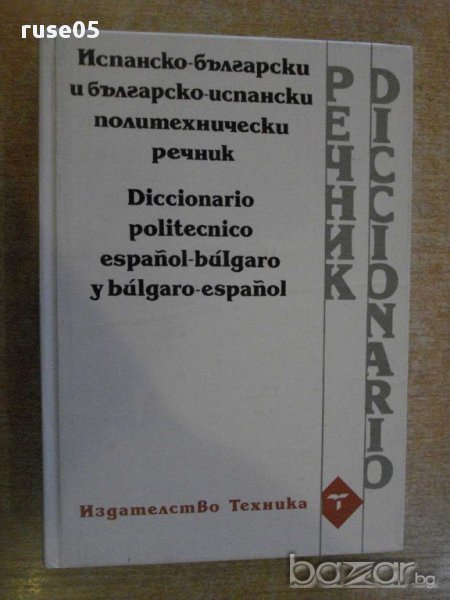 ruse05
Испанско-български
и българско-испански
политехнически
речник
Diccionario
politecnico
español-búlgaro
y búlgaro-español
РЕЧНИК
DICCIONARIO
Издателство Техника
bazar.bg